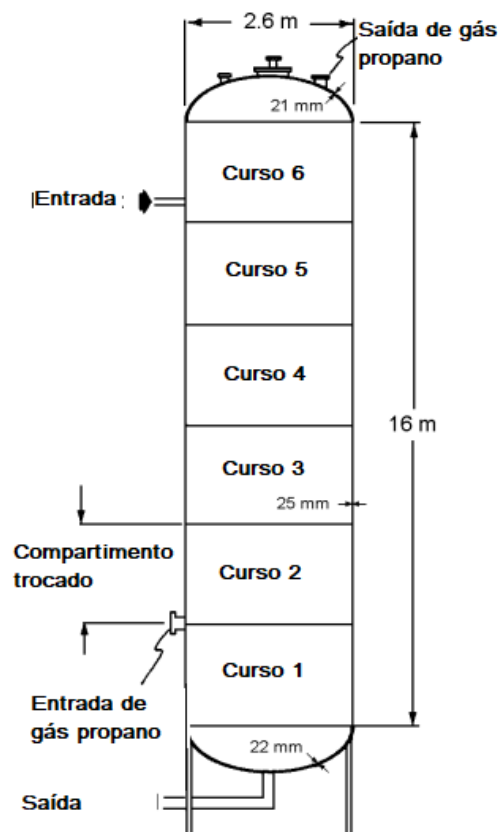 2.6 m
Saída de gás
propano
21 mm
Curso 6
Entrada :
Curso 5
Curso 4
16 m
Curso 3
25 mm
Compartimento
trocado
Curso 2
Curso 1
Entrada de
gás propano
22 mm
Saída